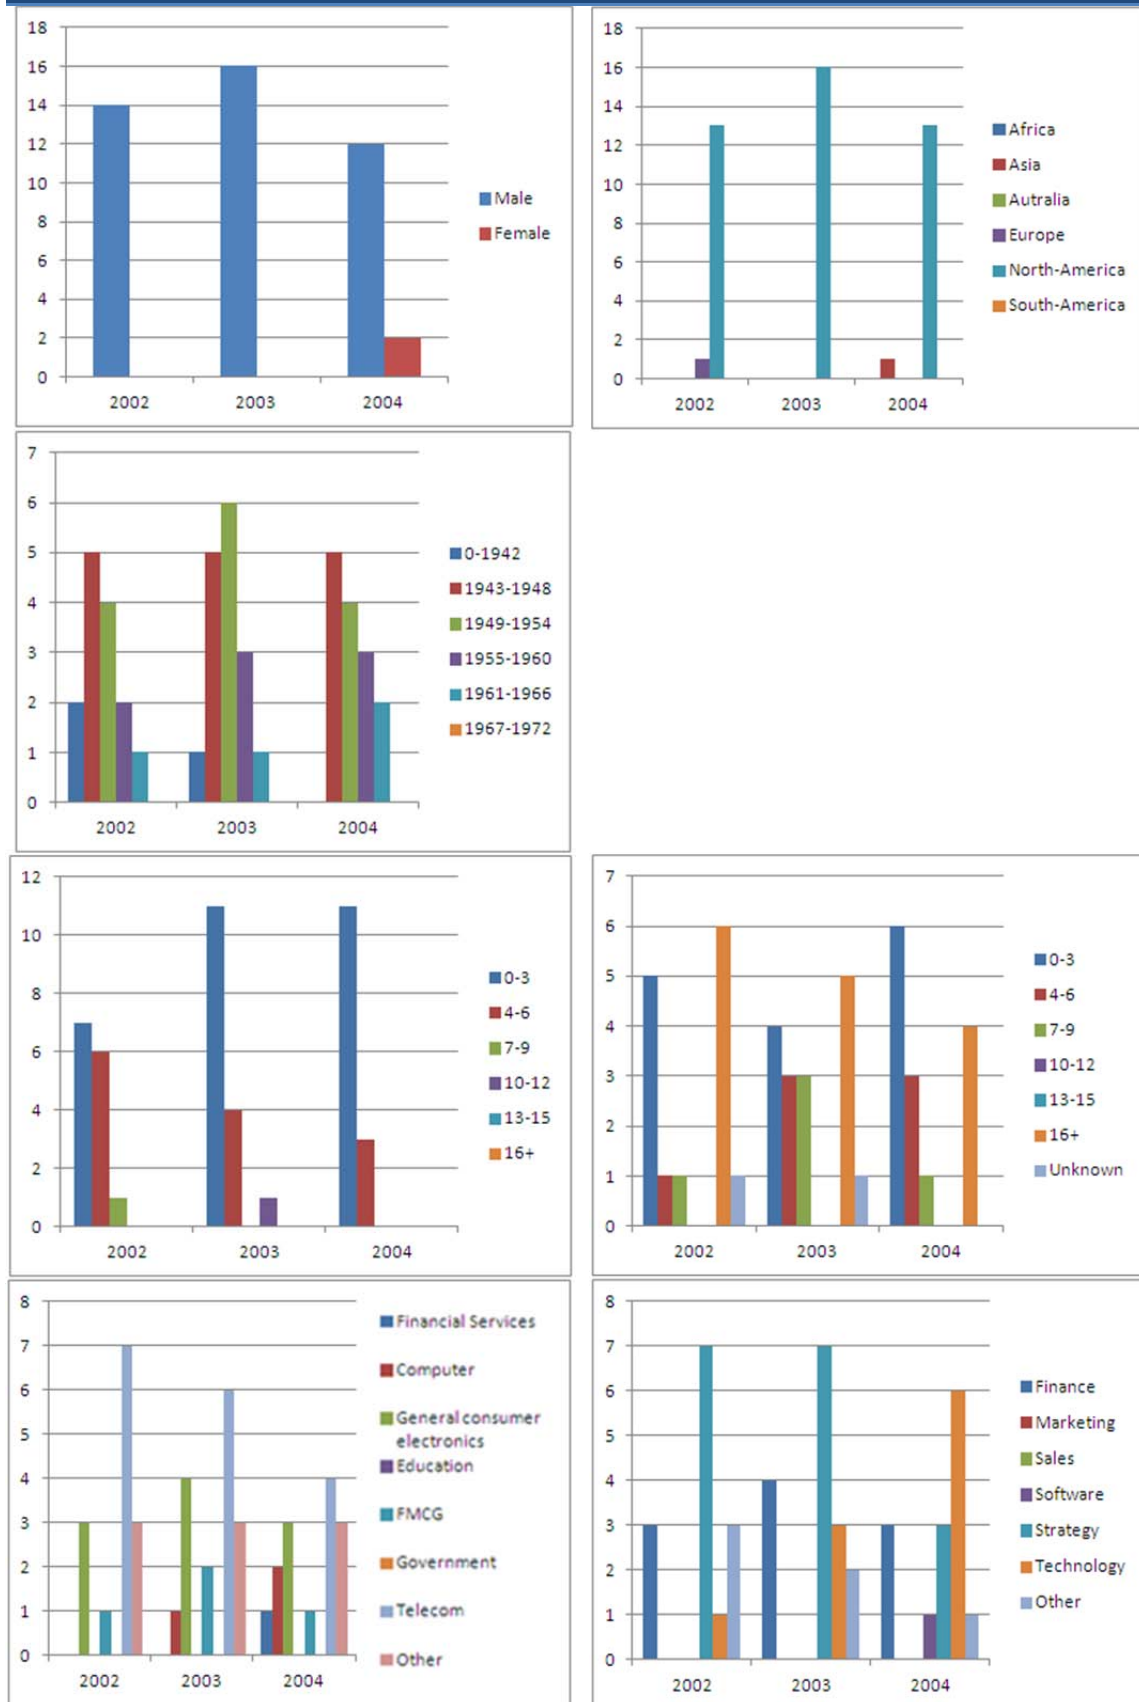 18
16
14
12
10
8
6
4
2
0
2002 2003 2004
Male
Female
18
16
14
12
10
8
6
4
2
0
2002 2003 2004
Africa
Asia
Autralia
Europe
North-America
South-America
7
6
5
4
3
2
1
0
2002 2003 2004
0-1942
1943-1948
1949-1954
1955-1960
1961-1966
1967-1972
12
10
8
6
4
2
0
2002 2003 2004
0-3
4-6
7-9
10-12
13-15
16+
7
6
5
4
3
2
1
0
2002 2003 2004
0-3
4-6
7-9
10-12
13-15
16+
Unknown
8
7
6
5
4
3
2
1
0
2002 2003 2004
Financial Services
Computer
General consumer
electronics
Education
FMCG
Government
Telecom
Other
8
7
6
5
4
3
2
1
0
2002 2003 2004
Finance
Marketing
Sales
Software
Strategy
Technology
Other